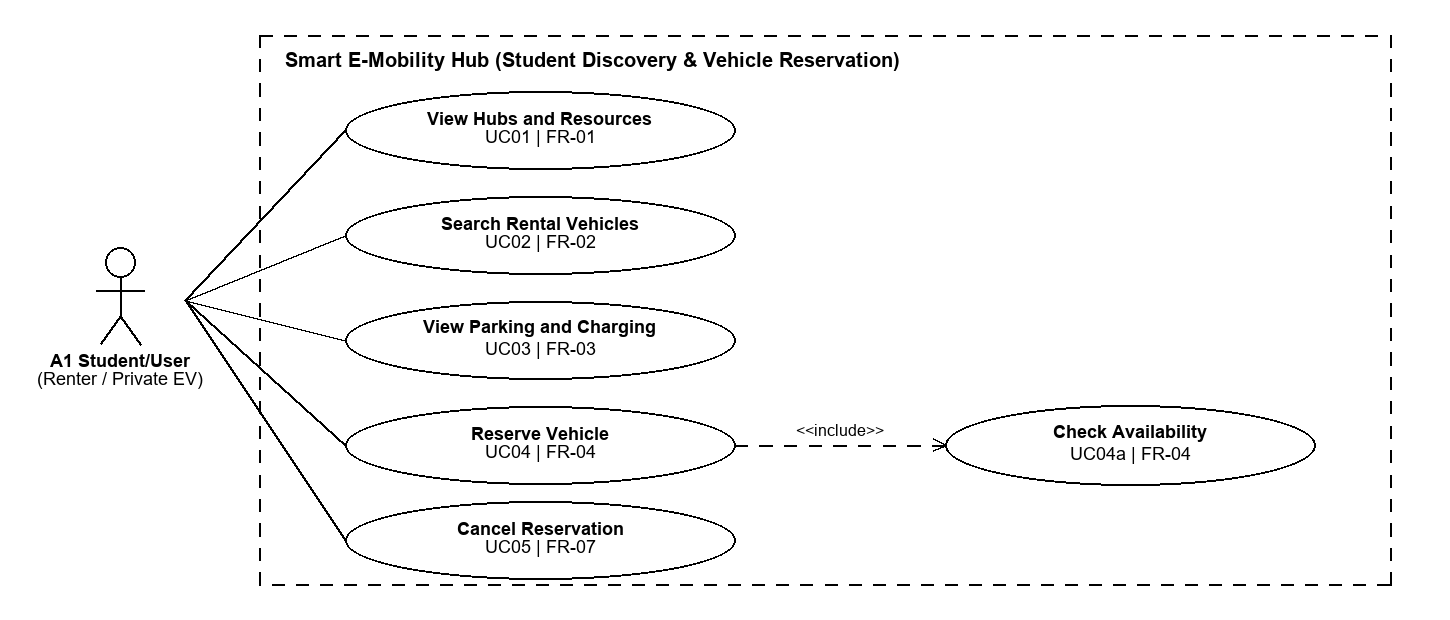 Smart E-Mobility Hub (Student Discovery & Vehicle Reservation)
View Hubs and Resources
UC01 | FR-01
Search Rental Vehicles
UC02 | FR-02
View Parking and Charging
UC03 | FR-03
A1 Student/User
(Renter / Private EV)
Reserve Vehicle
UC04 | FR-04
<<include>>
Check Availability
UC04a | FR-04
Cancel Reservation
UC05 | FR-07